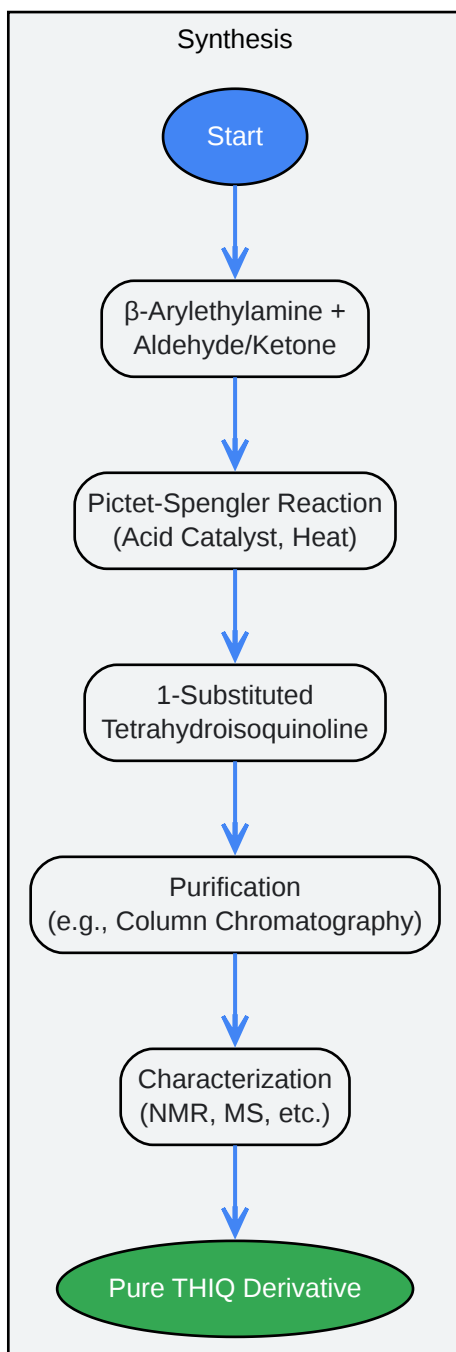 Synthesis
Start
β-Arylethylamine +
Aldehyde/Ketone
Pictet-Spengler Reaction
(Acid Catalyst, Heat)
1-Substituted
Tetrahydroisoquinoline
Purification
(e.g., Column Chromatography)
Characterization
(NMR, MS, etc.)
Pure THIQ Derivative